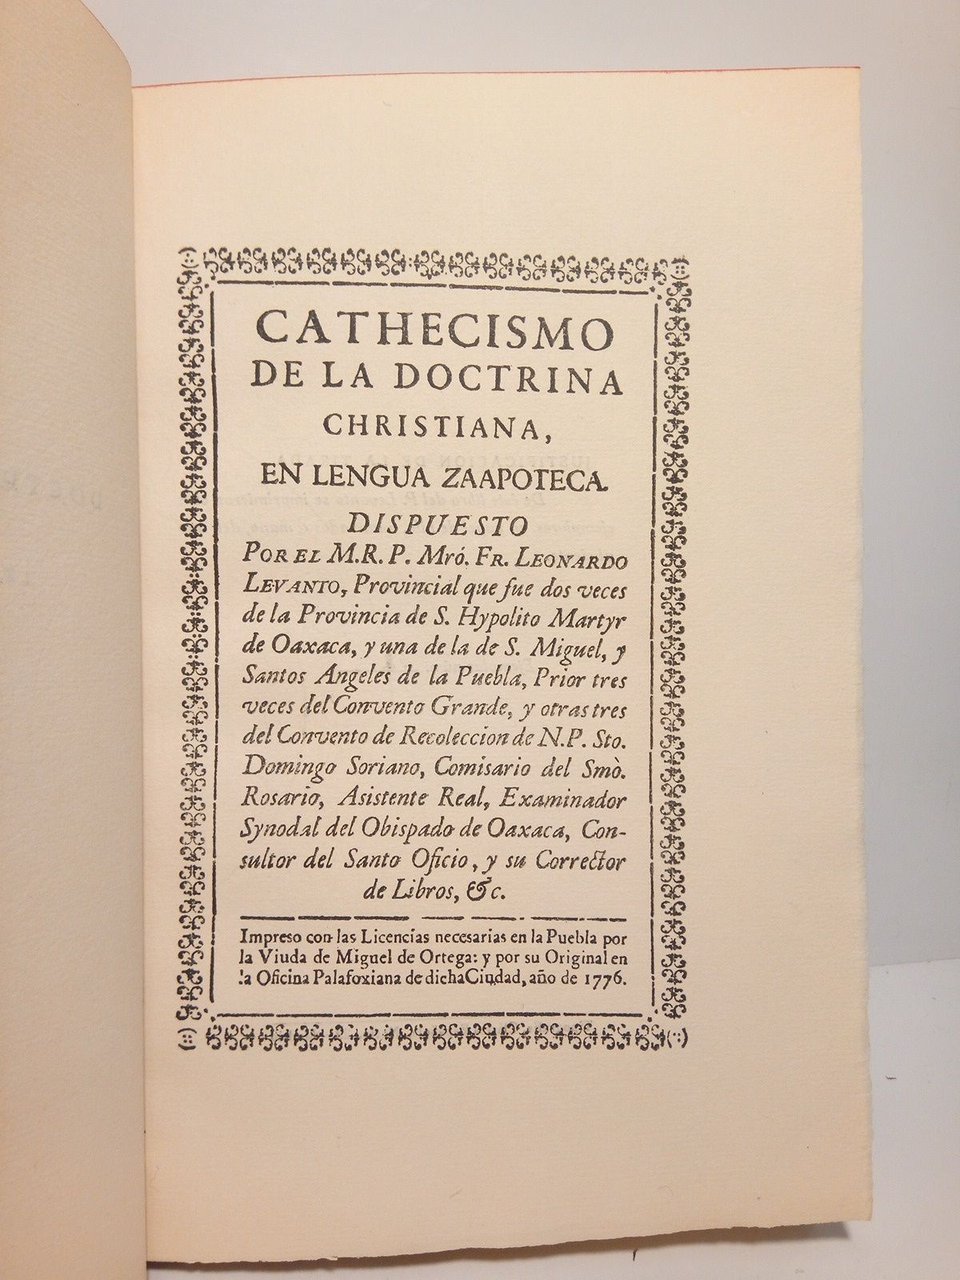 CATHECISMO
DE LA DOCTRINA
CHRISTIANA,
EN LENGUA ZAAPOTECA.
DISPUESTO
POR EL M.R.P. Mró. FR. LEONARDO
LEVANTO, Provincial que fue dos veces
de la Provincia de S. Hypolito Martyr
de Oaxaca, y una de la de S. Miguel, y
Santos Angeles de la Puebla, Prior tres
veces del Convento Grande, y otras tres
del Convento de Recoleccion de N.P. Sto.
Domingo Soriano, Comisario del Smò.
Rosario, Asistente Real, Examinador
Synodal del Obispado de Oaxaca, Con-
sultor del Santo Oficio, y su Corrector
de Libros, &c.
Impreso con las Licencias necesarias en la Puebla por
la Viuda de Miguel de Ortega: y por su Original en
la Oficina Palafoxiana de dicha Ciudad, año de 1776.